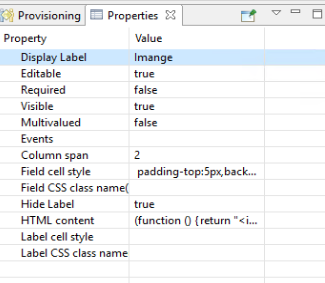 Provisioning Properties
Property Value
Display Label Imange
Editable true
Required false
Visible true
Multivalued false
Events
Column span 2
Field cell style padding-top:5px,back...
Field CSS class name(
Hide Label true
HTML content (function () {return "<i...
Label cell style
Label CSS class name